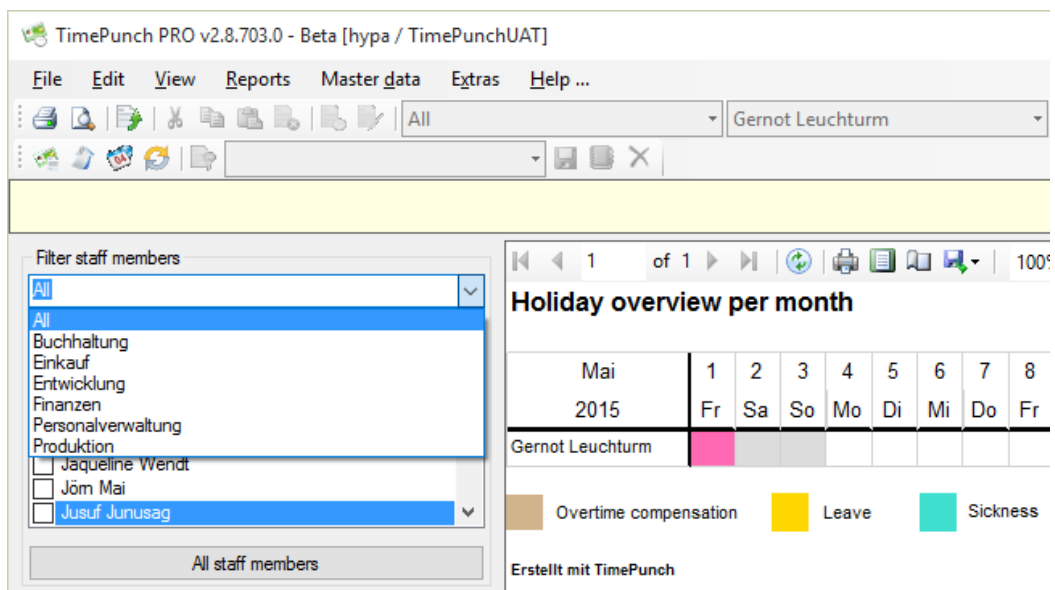 TimePunch PRO v2.8.703.0 - Beta [hypa / TimePunchUAT]
File Edit View Reports Master data Extras Help ...
All Gernot Leuchturm
Filter staff members
All
All
Buchhaltung
Einkauf
Entwicklung
Finanzen
Personalverwaltung
Produktion
Jaqueline Wendt
Jörn Mai
Jusuf Junusag
All staff members
1 of 1 100%
Holiday overview per month
Mai 1 2 3 4 5 6 7 8
2015 Fr Sa So Mo Di Mi Do Fr
Gernot Leuchturm
Overtime compensation Leave Sickness
Erstellt mit TimePunch